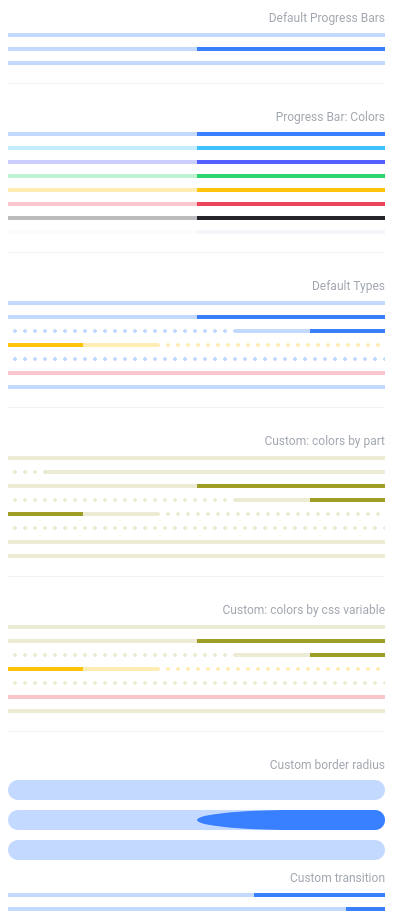 Default Progress Bars
Progress Bar: Colors
Default Types
Custom: colors by part
Custom: colors by css variable
Custom border radius
Custom transition